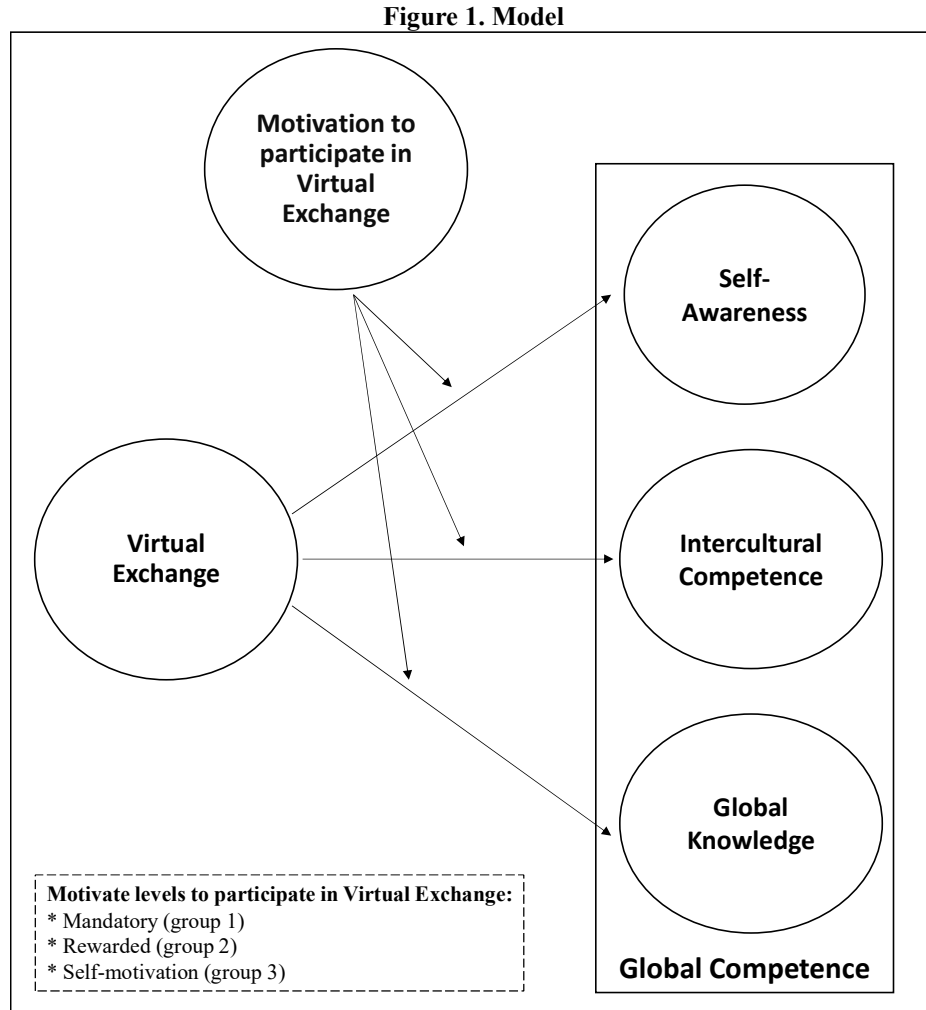 Figure 1. Model
Motivation to
participate in
Virtual
Exchange
Self-
Awareness
Virtual
Exchange
Intercultural
Competence
Global
Knowledge
Motivate levels to participate in Virtual Exchange:
* Mandatory (group 1)
* Rewarded (group 2)
* Self-motivation (group 3)
Global Competence